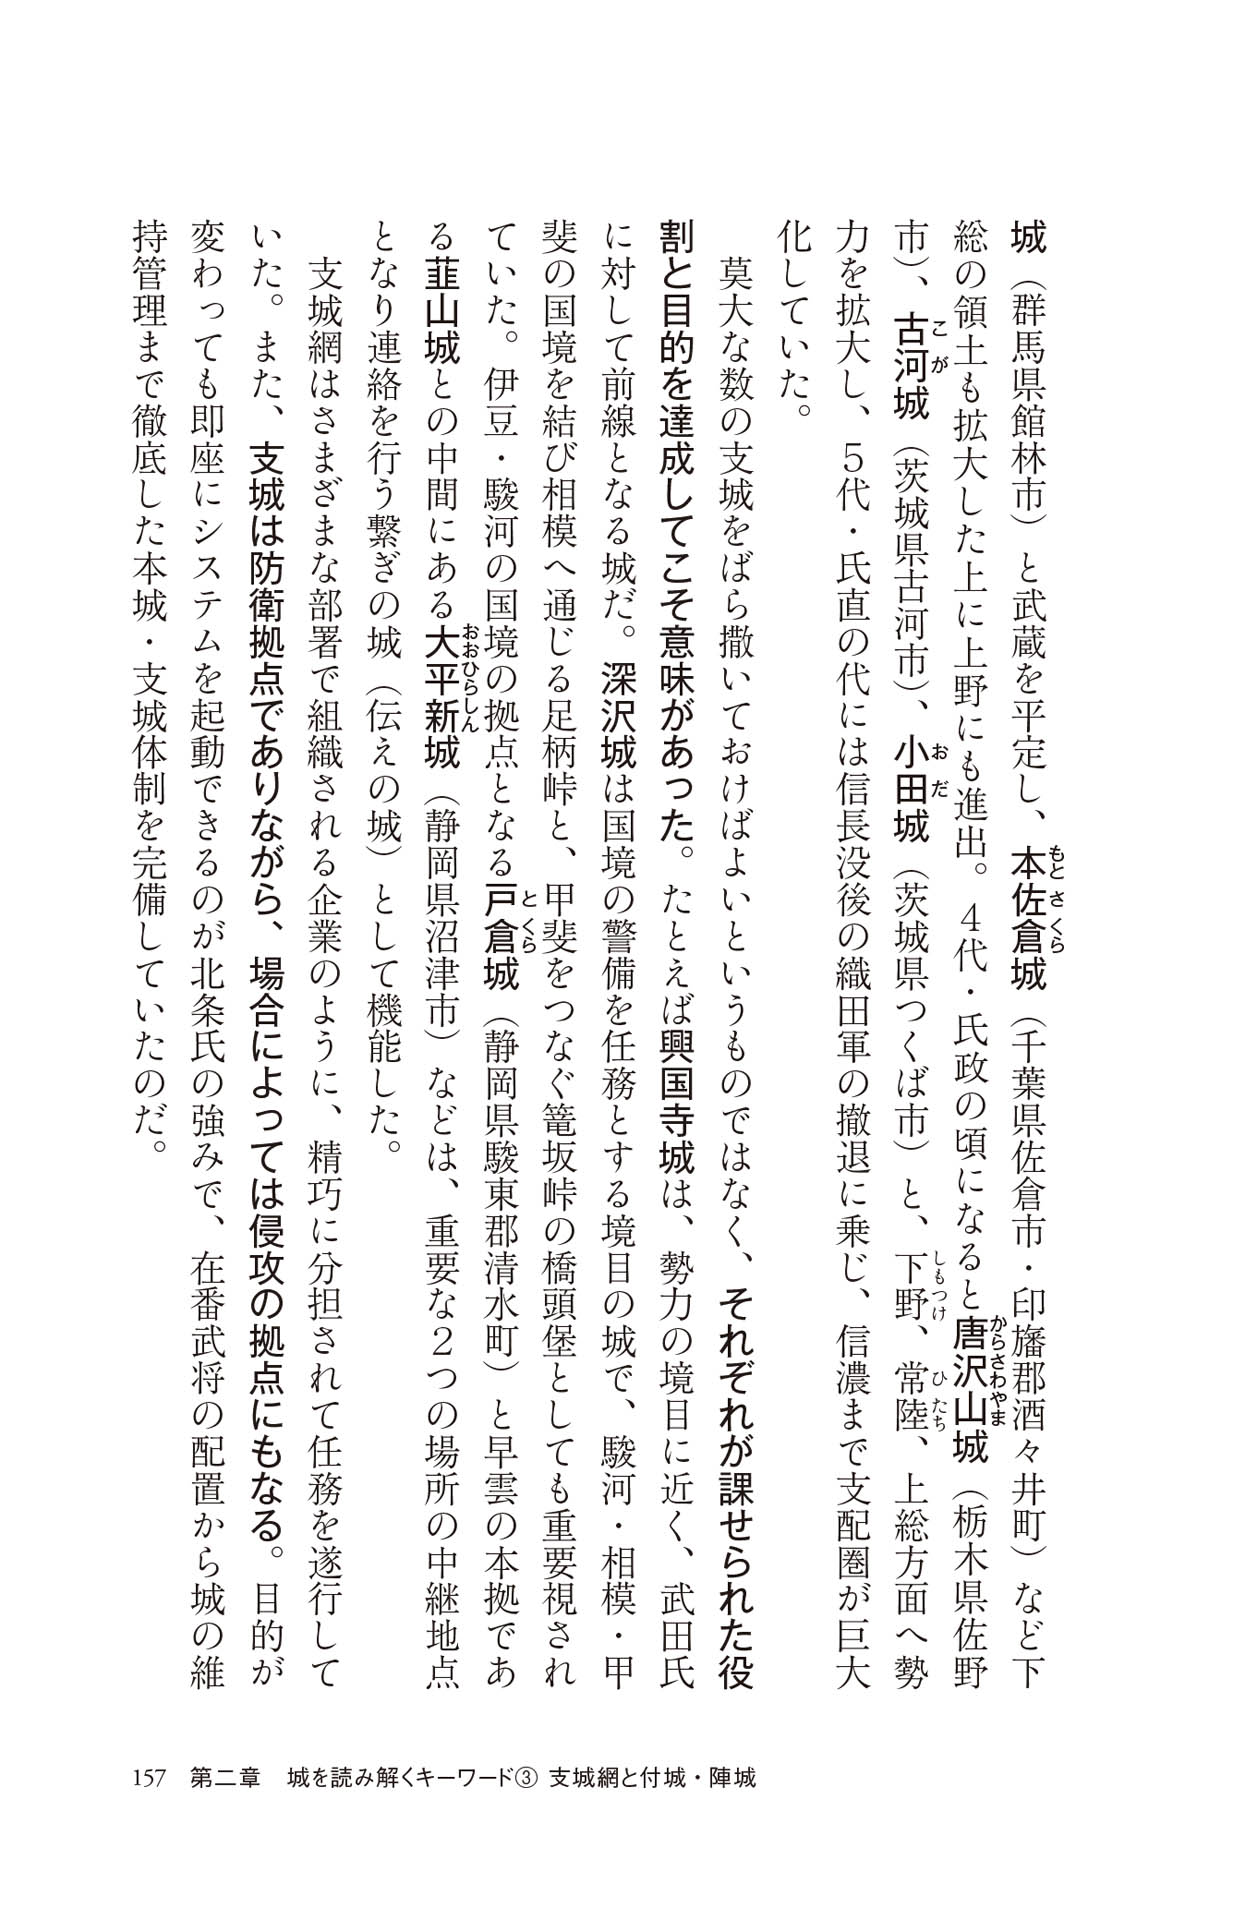 城（群馬県館林市）と武蔵を平定し、本佐倉城（千葉県佐倉市・印旛郡酒々井町）など下
総の領土も拡大した上に上野にも進出。４代・氏政の頃になると唐沢山城（栃木県佐野
市）、古河城（茨城県古河市）、小田城（茨城県つくば市）と、下野、常陸、上総方面へ勢
力を拡大し、５代・氏直の代には信長没後の織田軍の撤退に乗じ、信濃まで支配圏が巨大
化していた。
　莫大な数の支城をばら撒いておけばよいというものではなく、それぞれが課せられた役
割と目的を達成してこそ意味があった。たとえば興国寺城は、勢力の境目に近く、武田氏
に対して前線となる城だ。深沢城は国境の警備を任務とする境目の城で、駿河・相模・甲
斐の国境を結び相模へ通じる足柄峠と、甲斐をつなぐ篭坂峠の橋頭堡としても重要視され
ていた。伊豆・駿河の国境の拠点となる戸倉城（静岡県駿東郡清水町）と早雲の本拠であ
る韮山城との中間にある大平新城（静岡県沼津市）などは、重要な２つの場所の中継地点
となり連絡を行う繋ぎの城（伝えの城）として機能した。
　支城網はさまざまな部署で組織される企業のように、精巧に分担されて任務を遂行して
いた。また、支城は防衛拠点でありながら、場合によっては侵攻の拠点にもなる。目的が
変わっても即座にシステムを起動できるのが北条氏の強みで、在番武将の配置から城の維
持管理まで徹底した本城・支城体制を完備していたのだ。
157　第二章　城を読み解くキーワード③ 支城網と付城・陣城